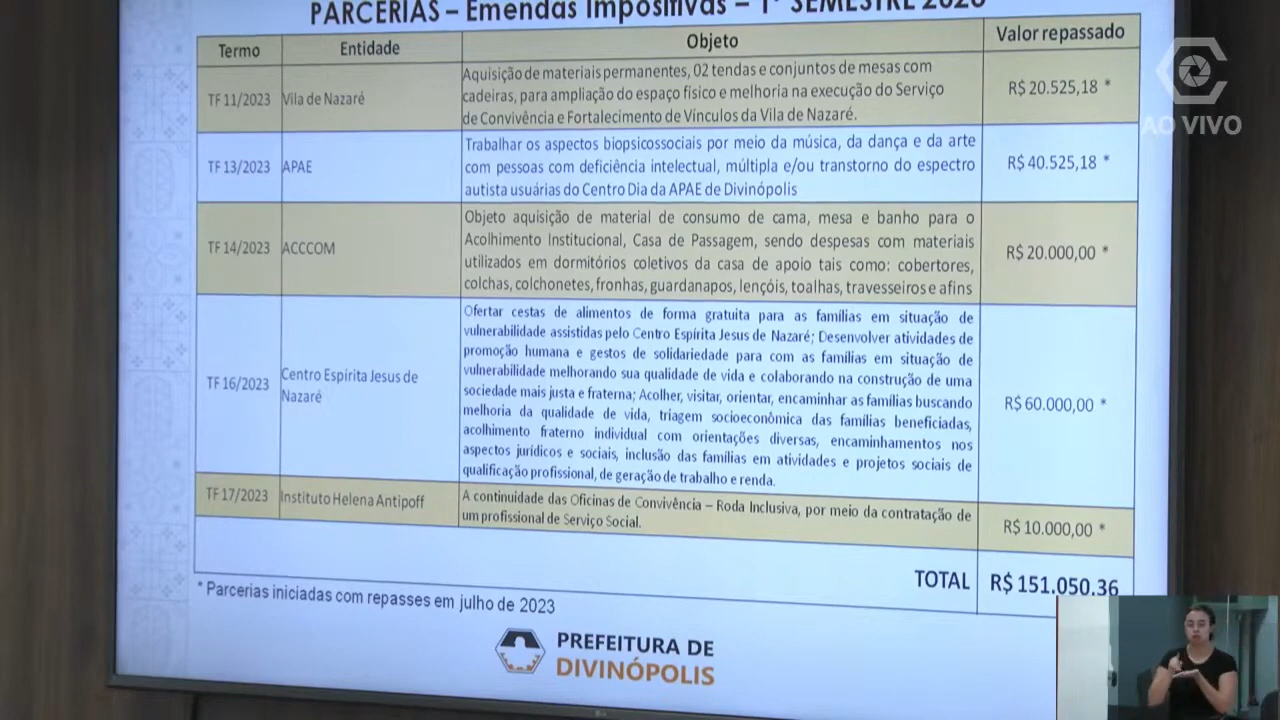 PARCERIAS – Emendas Impositivas – 1º SEMESTRE 2023
Termo
Entidade
Objeto
Valor repassado
TF 11/2023
Vila de Nazaré
Aquisição de materiais permanentes, 02 tendas e conjuntos de mesas com
cadeiras, para ampliação do espaço físico e melhoria na execução do Serviço
de Convivência e Fortalecimento de Vínculos da Vila de Nazaré.
R$ 20.525,18 *
TF 13/2023
APAE
Trabalhar os aspectos biopsicossociais por meio da música, da dança e da arte
com pessoas com deficiência intelectual, múltipla e/ou transtorno do espectro
autista usuárias do Centro Dia da APAE de Divinópolis
R$ 40.525,18 *
TF 14/2023
ACCCOM
Objeto aquisição de material de consumo de cama, mesa e banho para o
Acolhimento Institucional, Casa de Passagem, sendo despesas com materiais
utilizados em dormitórios coletivos da casa de apoio tais como: cobertores,
colchas, colchonetes, fronhas, guardanapos, lençóis, toalhas, travesseiros e afins
R$ 20.000,00 *
TF 16/2023
Centro Espírita Jesus de
Nazaré
Ofertar cestas de alimentos de forma gratuita para as famílias em situação de
vulnerabilidade assistidas pelo Centro Espírita Jesus de Nazaré; Desenvolver atividades de
promoção humana e gestos de solidariedade para com as famílias em situação de
vulnerabilidade melhorando sua qualidade de vida e colaborando na construção de uma
sociedade mais justa e fraterna; Acolher, visitar, orientar, encaminhar as famílias buscando
melhoria da qualidade de vida, triagem socioeconômica das famílias beneficiadas,
acolhimento fraterno individual com orientações diversas, encaminhamentos nos
aspectos jurídicos e sociais, inclusão das famílias em atividades e projetos sociais de
qualificação profissional, de geração de trabalho e renda.
R$ 60.000,00 *
TF 17/2023
Instituto Helena Antipoff
A continuidade das Oficinas de Convivência – Roda Inclusiva, por meio da contratação de
um profissional de Serviço Social.
R$ 10.000,00 *
TOTAL
R$ 151.050.36
* Parcerias iniciadas com repasses em julho de 2023
PREFEITURA DE
DIVINÓPOLIS
AO VIVO